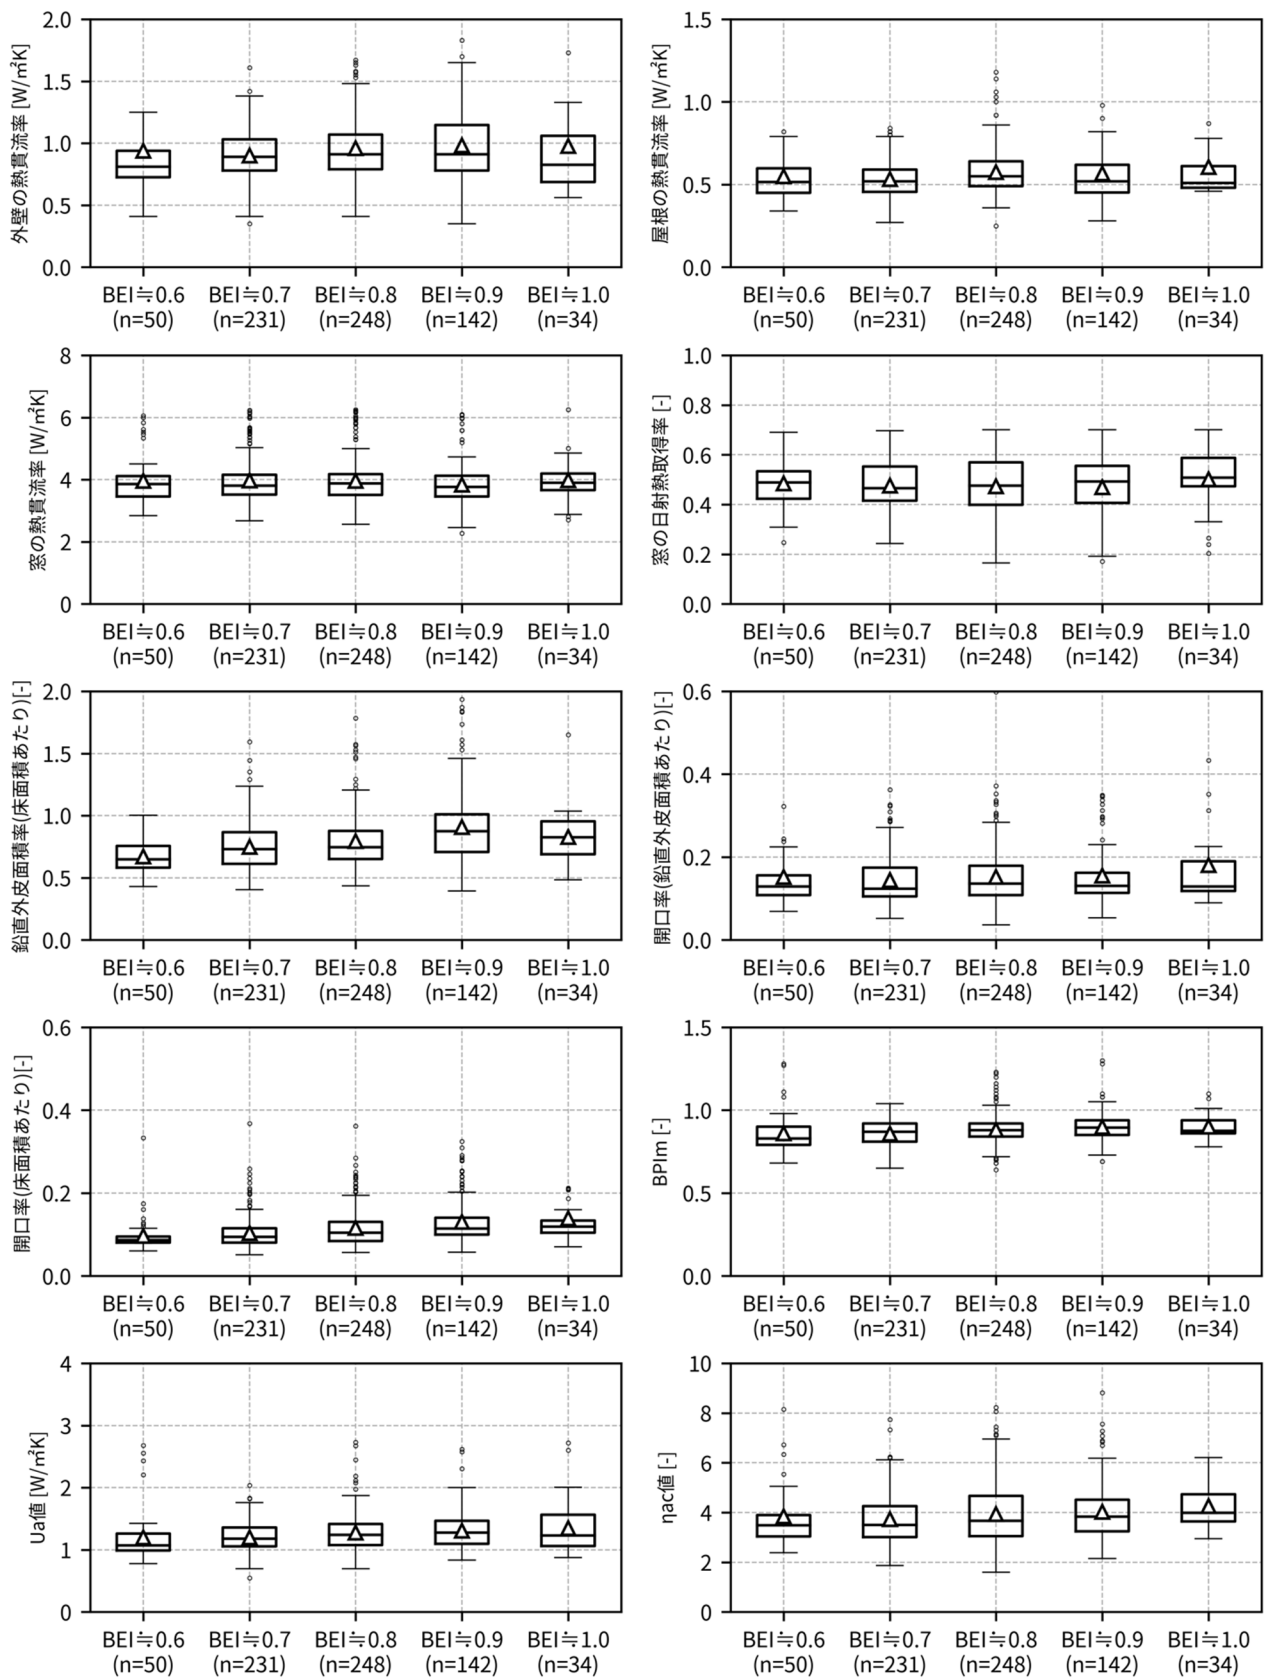 外壁の熱貫流率 [W/㎡K]
2.0
1.5
1.0
0.5
0.0
BEI≒0.6 BEI≒0.7 BEI≒0.8 BEI≒0.9 BEI≒1.0
(n=50) (n=231) (n=248) (n=142) (n=34)
屋根の熱貫流率 [W/㎡K]
1.5
1.0
0.5
0.0
BEI≒0.6 BEI≒0.7 BEI≒0.8 BEI≒0.9 BEI≒1.0
(n=50) (n=231) (n=248) (n=142) (n=34)
窓の熱貫流率 [W/㎡K]
8
6
4
2
0
BEI≒0.6 BEI≒0.7 BEI≒0.8 BEI≒0.9 BEI≒1.0
(n=50) (n=231) (n=248) (n=142) (n=34)
窓の日射熱取得率 [-]
1.0
0.8
0.6
0.4
0.2
0.0
BEI≒0.6 BEI≒0.7 BEI≒0.8 BEI≒0.9 BEI≒1.0
(n=50) (n=231) (n=248) (n=142) (n=34)
鉛直外皮面積率(床面積あたり)[-]
2.0
1.5
1.0
0.5
0.0
BEI≒0.6 BEI≒0.7 BEI≒0.8 BEI≒0.9 BEI≒1.0
(n=50) (n=231) (n=248) (n=142) (n=34)
開口率(鉛直外皮面積あたり)[-]
0.6
0.4
0.2
0.0
BEI≒0.6 BEI≒0.7 BEI≒0.8 BEI≒0.9 BEI≒1.0
(n=50) (n=231) (n=248) (n=142) (n=34)
開口率(床面積あたり)[-]
0.6
0.4
0.2
0.0
BEI≒0.6 BEI≒0.7 BEI≒0.8 BEI≒0.9 BEI≒1.0
(n=50) (n=231) (n=248) (n=142) (n=34)
BPIm [-]
1.5
1.0
0.5
0.0
BEI≒0.6 BEI≒0.7 BEI≒0.8 BEI≒0.9 BEI≒1.0
(n=50) (n=231) (n=248) (n=142) (n=34)
Ua値 [W/㎡K]
4
3
2
1
0
BEI≒0.6 BEI≒0.7 BEI≒0.8 BEI≒0.9 BEI≒1.0
(n=50) (n=231) (n=248) (n=142) (n=34)
ηac値 [-]
10
8
6
4
2
0
BEI≒0.6 BEI≒0.7 BEI≒0.8 BEI≒0.9 BEI≒1.0
(n=50) (n=231) (n=248) (n=142) (n=34)